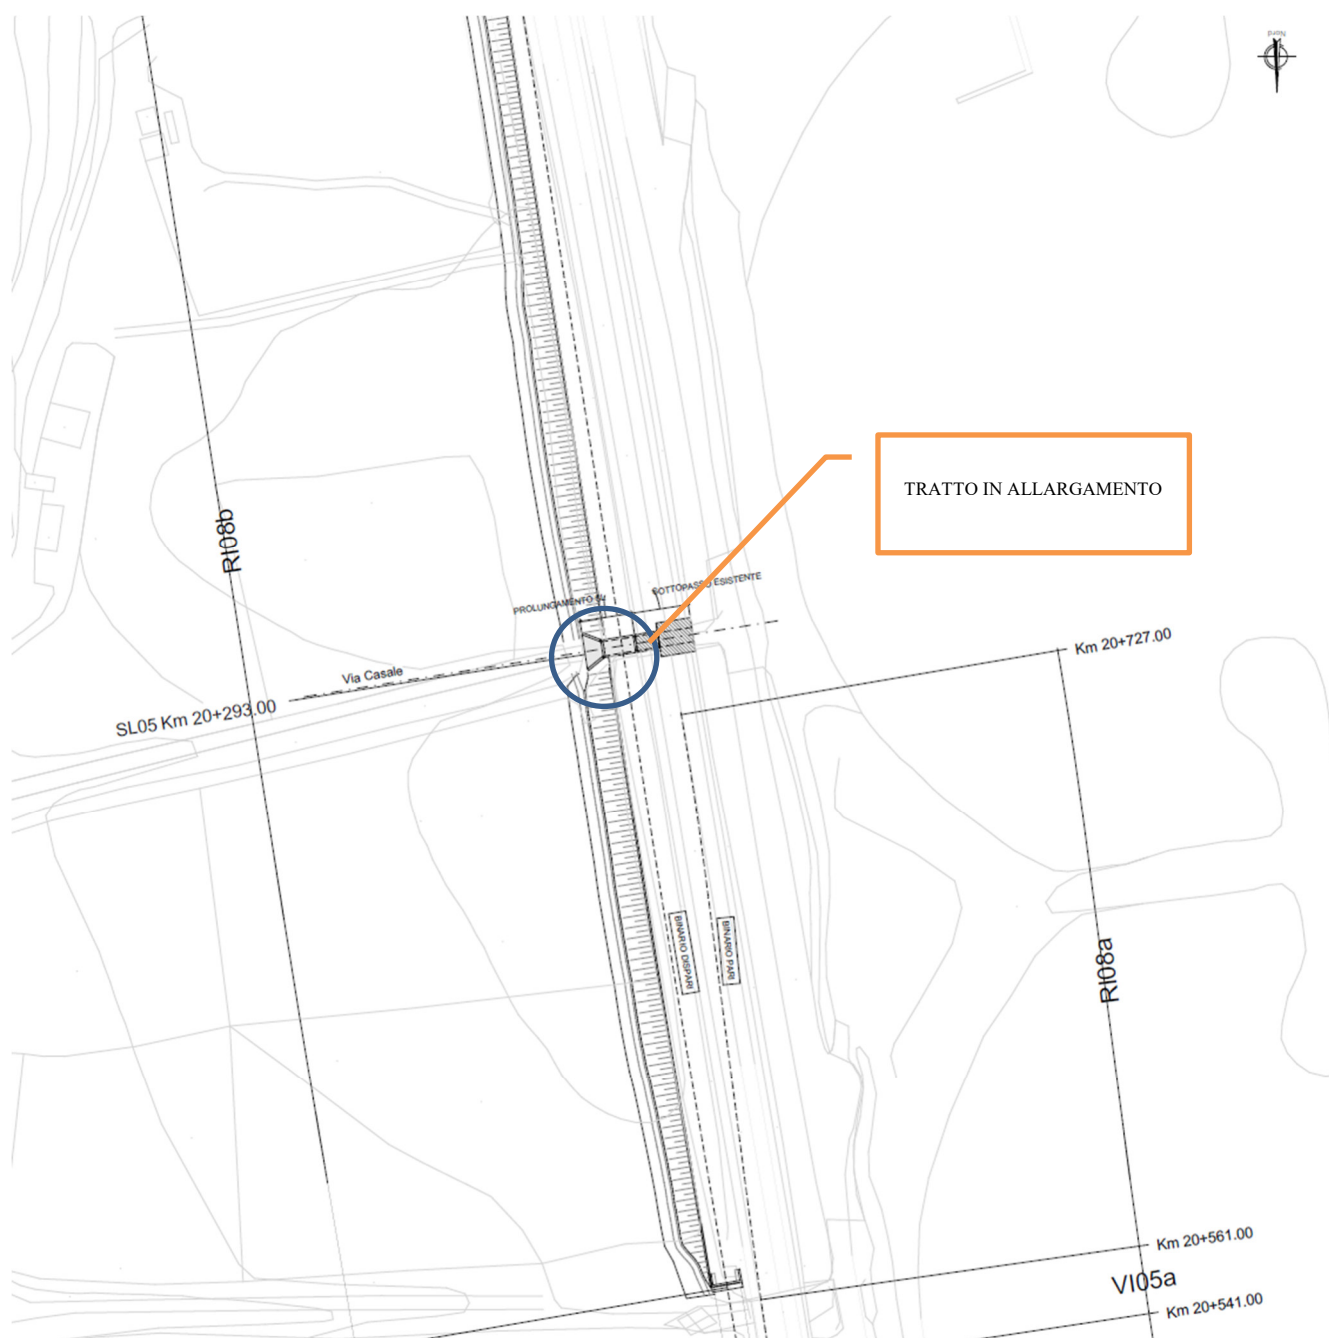 Nord
TRATTO IN ALLARGAMENTO
RI08b
SOTTOPASSO ESISTENTE
PROLUNGAMENTO
Via Casale
SL05 Km 20+293.00
Km 20+727.00
BINARIO DISPARI
BINARIO PARI
RI08a
Km 20+561.00
VI05a
Km 20+541.00